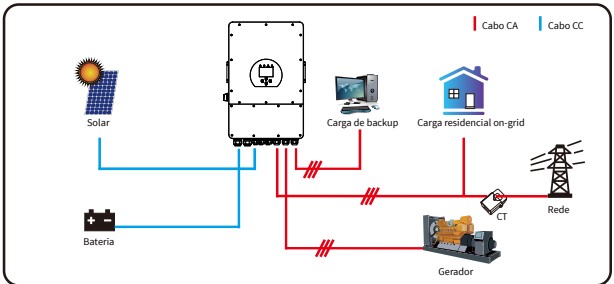 Cabo CA
Cabo CC
Solar
Carga de backup
Carga residencial on-grid
CT
Rede
Bateria
Gerador